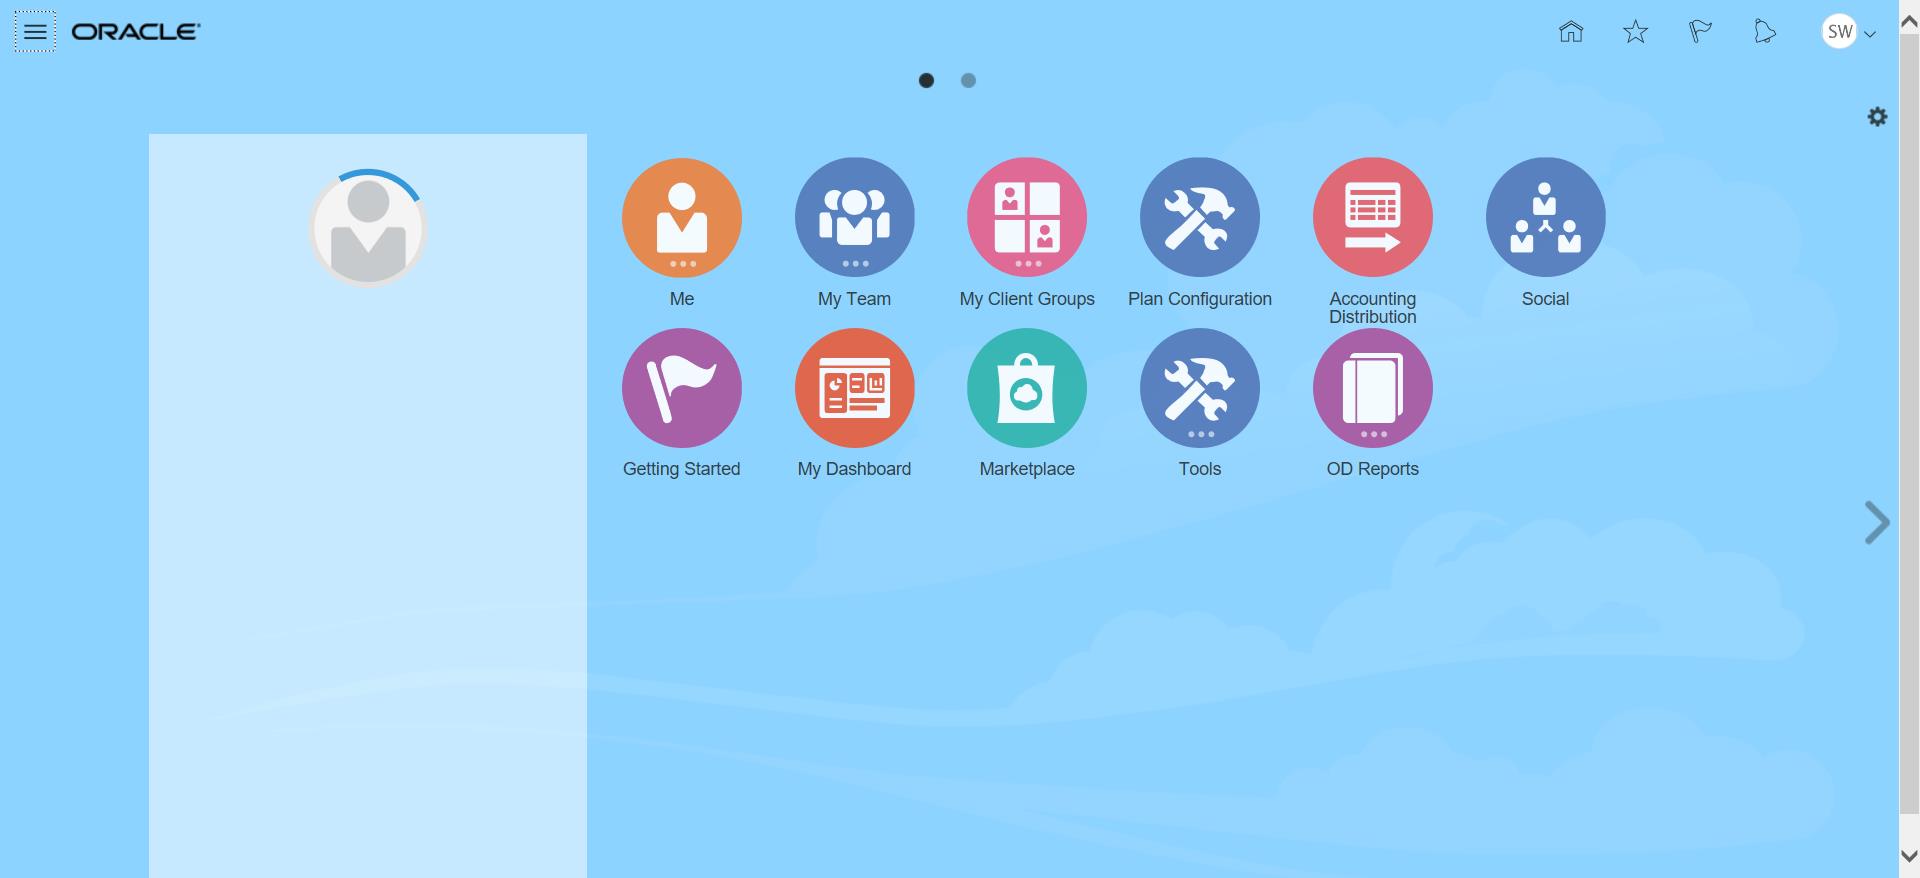 ORACLE
SW
Me
My Team
My Client Groups
Plan Configuration
Accounting
Distribution
Social
Getting Started
My Dashboard
Marketplace
Tools
OD Reports